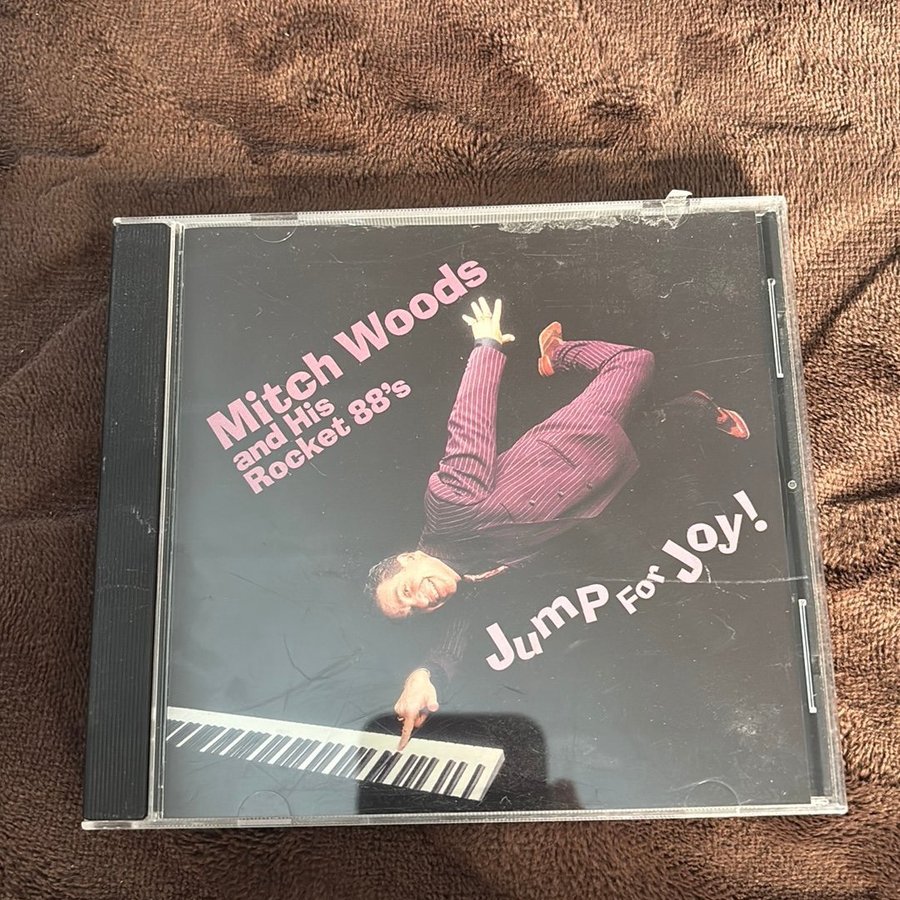 Mitch Woods
and His
Rocket 88's
Jump For Joy!